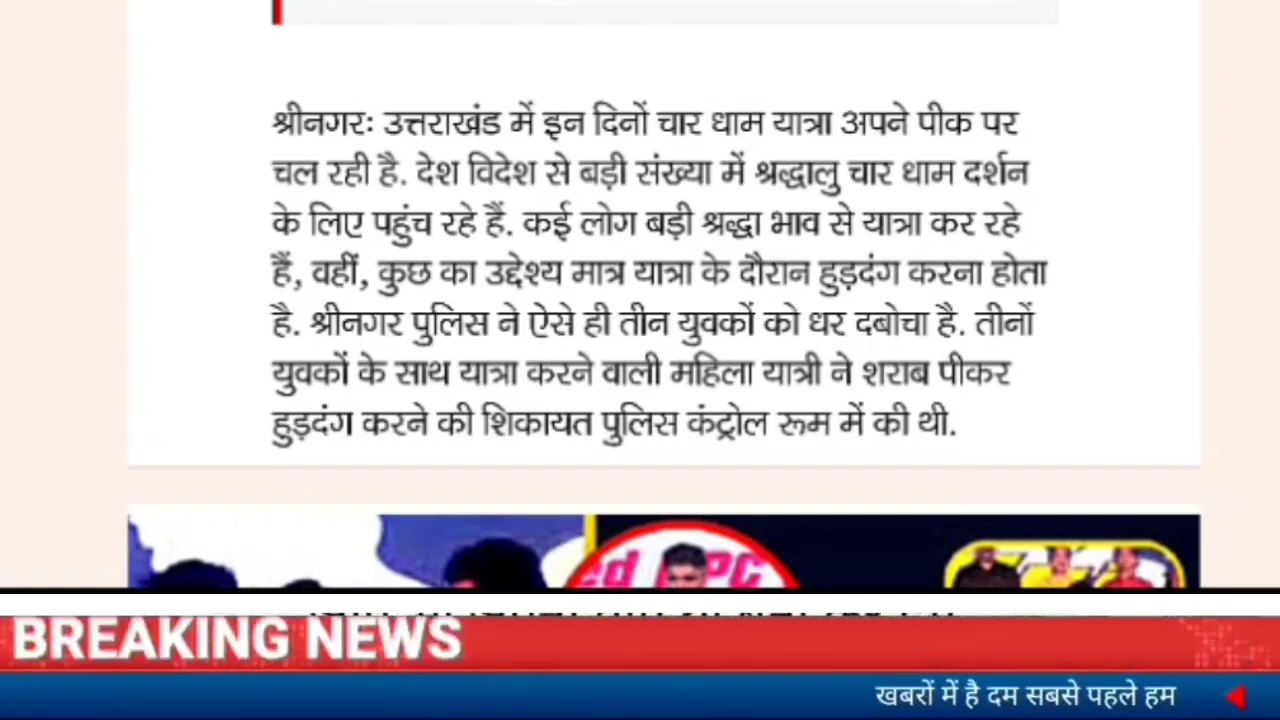 श्रीनगरः उत्तराखंड में इन दिनों चार धाम यात्रा अपने पीक पर
चल रही है. देश विदेश से बड़ी संख्या में श्रद्धालु चार धाम दर्शन
के लिए पहुंच रहे हैं. कई लोग बड़ी श्रद्धा भाव से यात्रा कर रहे
हैं, वहीं, कुछ का उद्देश्य मात्र यात्रा के दौरान हुड़दंग करना होता
है. श्रीनगर पुलिस ने ऐसे ही तीन युवकों को धर दबोचा है. तीनों
युवकों के साथ यात्रा करने वाली महिला यात्री ने शराब पीकर
हुड़दंग करने की शिकायत पुलिस कंट्रोल रूम में की थी.
BREAKING NEWS
खबरों में है दम सबसे पहले हम